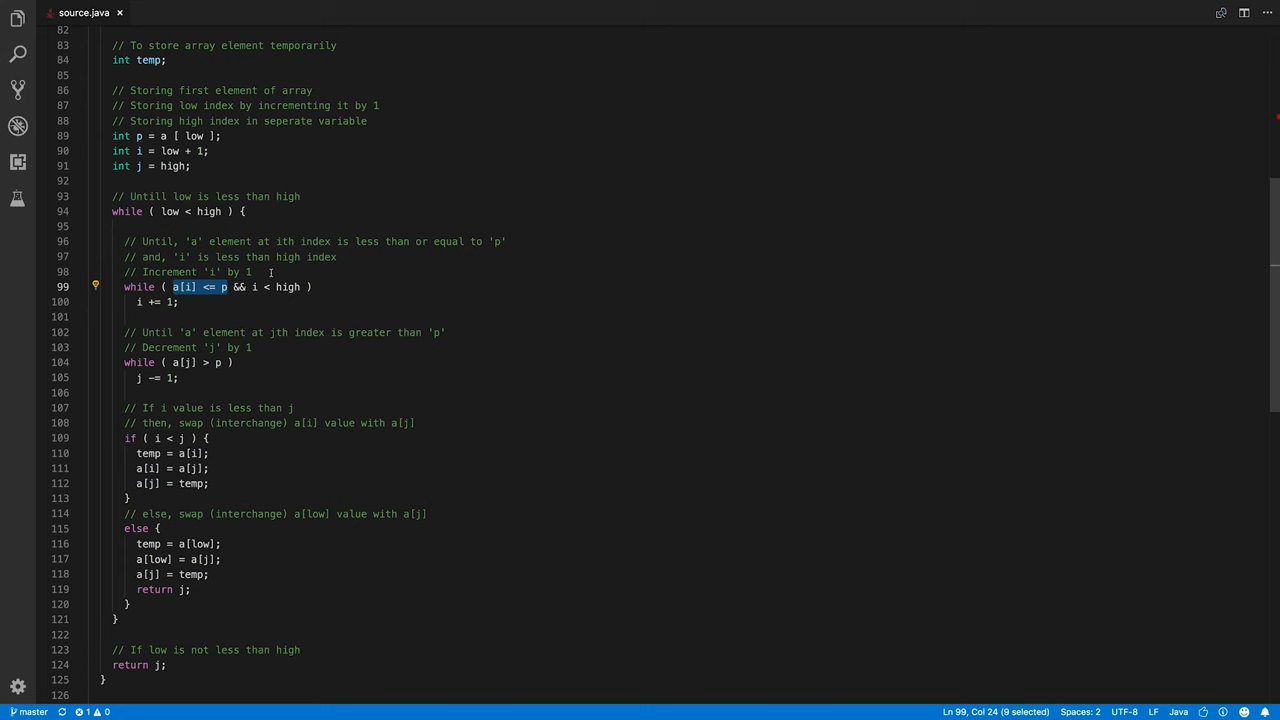 source.java ×
82
83 // To store array element temporarily
84 int temp;
85
86 // Storing first element of array
87 // Storing low index by incrementing it by 1
88 // Storing high index in seperate variable
89 int p = a [ low ];
90 int i = low + 1;
91 int j = high;
92
93 // Untill low is less than high
94 while ( low < high ) {
95
96 // Until, 'a' element at ith index is less than or equal to 'p'
97 // and, 'i' is less than high index
98 // Increment 'i' by 1
99 while ( a[i] <= p && i < high )
100 i += 1;
101
102 // Until 'a' element at jth index is greater than 'p'
103 // Decrement 'j' by 1
104 while ( a[j] > p )
105 j -= 1;
106
107 // If i value is less than j
108 // then, swap (interchange) a[i] value with a[j]
109 if ( i < j ) {
110 temp = a[i];
111 a[i] = a[j];
112 a[j] = temp;
113 }
114 // else, swap (interchange) a[low] value with a[j]
115 else {
116 temp = a[low];
117 a[low] = a[j];
118 a[j] = temp;
119 return j;
120 }
121 }
122
123 // If low is not less than high
124 return j;
125 }
126
master 1 0 Ln 99, Col 24 (9 selected) Spaces: 2 UTF-8 LF Java